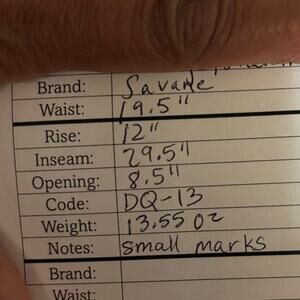 Brand: Savane
Waist: 19.5"
Rise: 12"
Inseam: 29.5"
Opening: 8.5"
Code: DQ-13
Weight: 13.55 oz
Notes: small marks
Brand:
Waist: